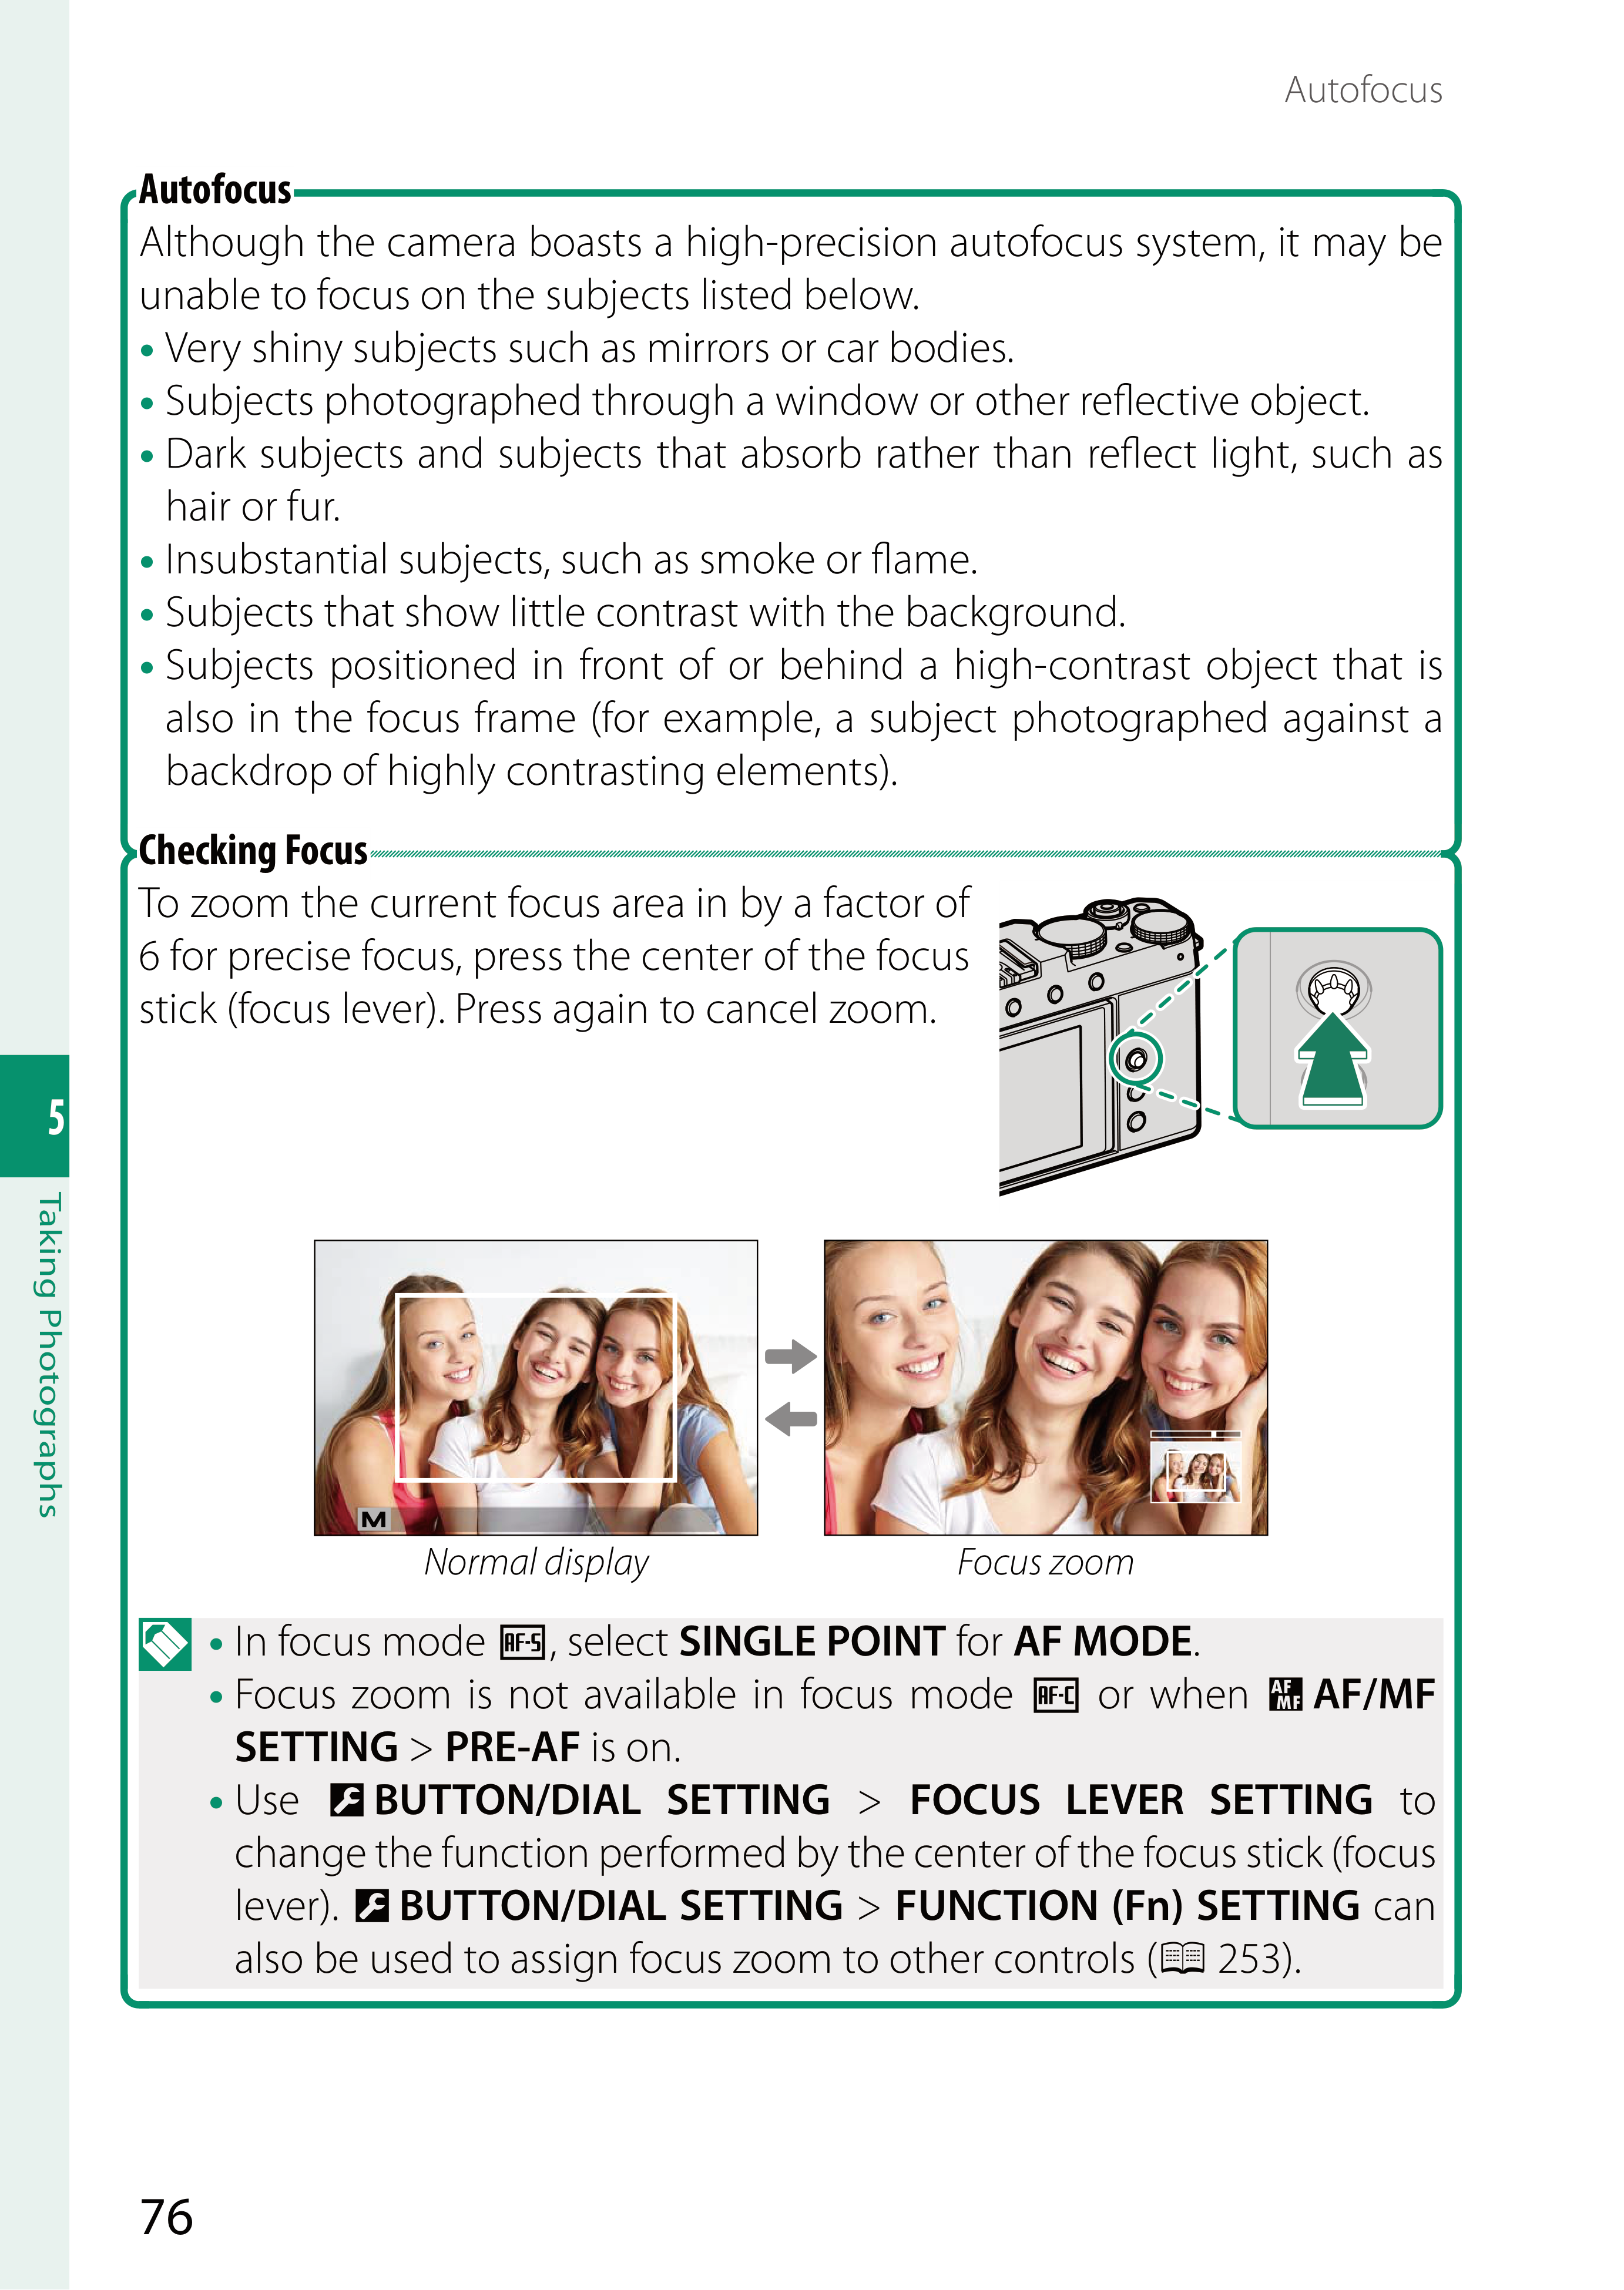 Autofocus
Autofocus
Although the camera boasts a high-precision autofocus system, it may be
unable to focus on the subjects listed below.
• Very shiny subjects such as mirrors or car bodies.
• Subjects photographed through a window or other reflective object.
• Dark subjects and subjects that absorb rather than reflect light, such as
hair or fur.
• Insubstantial subjects, such as smoke or flame.
• Subjects that show little contrast with the background.
• Subjects positioned in front of or behind a high-contrast object that is
also in the focus frame (for example, a subject photographed against a
backdrop of highly contrasting elements).
Checking Focus
To zoom the current focus area in by a factor of
6 for precise focus, press the center of the focus
stick (focus lever). Press again to cancel zoom.
5
Taking Photographs
M
Normal display
Focus zoom
• In focus mode AF-S, select SINGLE POINT for AF MODE.
• Focus zoom is not available in focus mode AF-C or when AF MF AF/MF
SETTING > PRE-AF is on.
• Use BUTTON/DIAL SETTING > FOCUS LEVER SETTING to
change the function performed by the center of the focus stick (focus
lever). BUTTON/DIAL SETTING > FUNCTION (Fn) SETTING can
also be used to assign focus zoom to other controls (253).
76